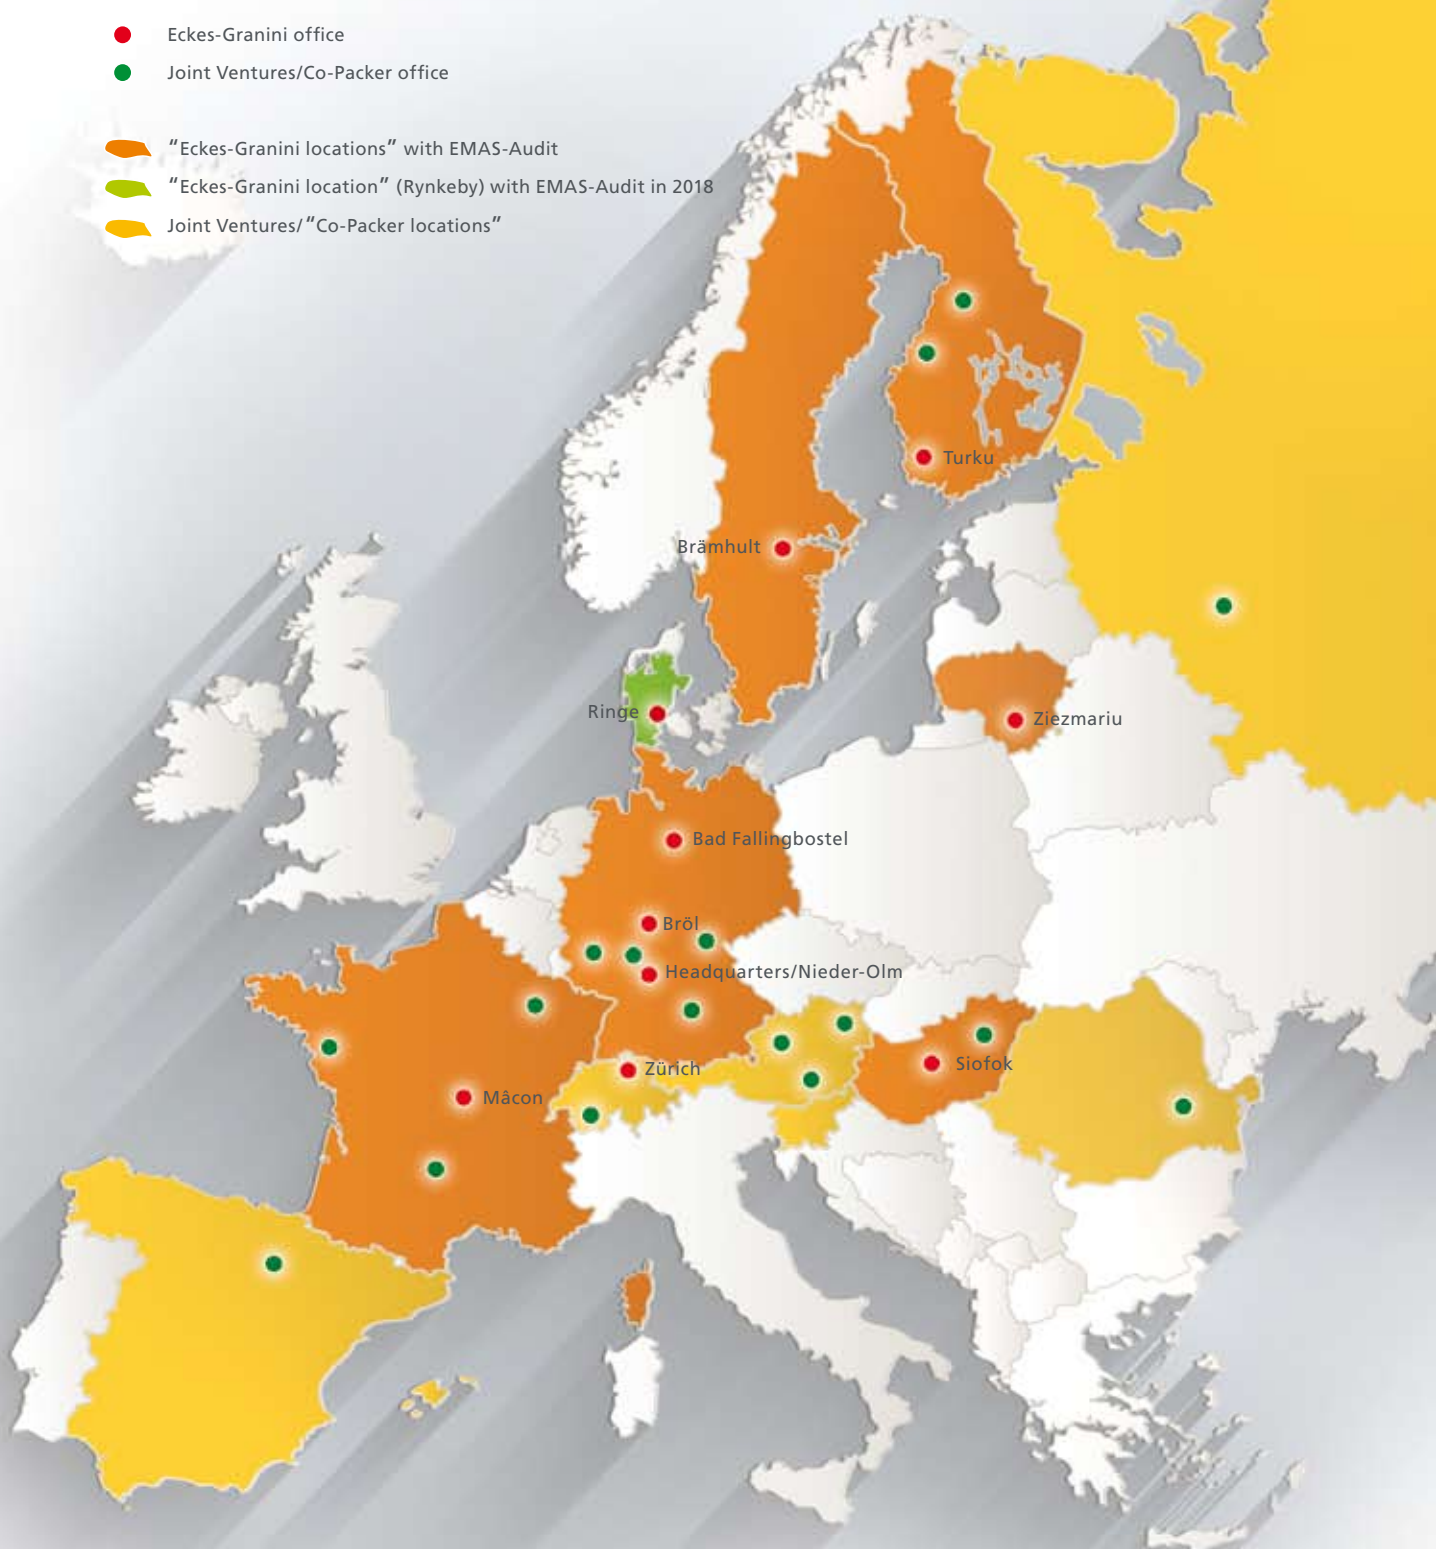 Eckes-Granini office
Joint Ventures/Co-Packer office
“Eckes-Granini locations” with EMAS-Audit
“Eckes-Granini location” (Rynkeby) with EMAS-Audit in 2018
Joint Ventures/“Co-Packer locations”
Turku
Brämhult
Ringe
Ziezmariu
Bad Fallingbostel
Bröl
Headquarters/Nieder-Olm
Siofok
Zürich
Mâcon